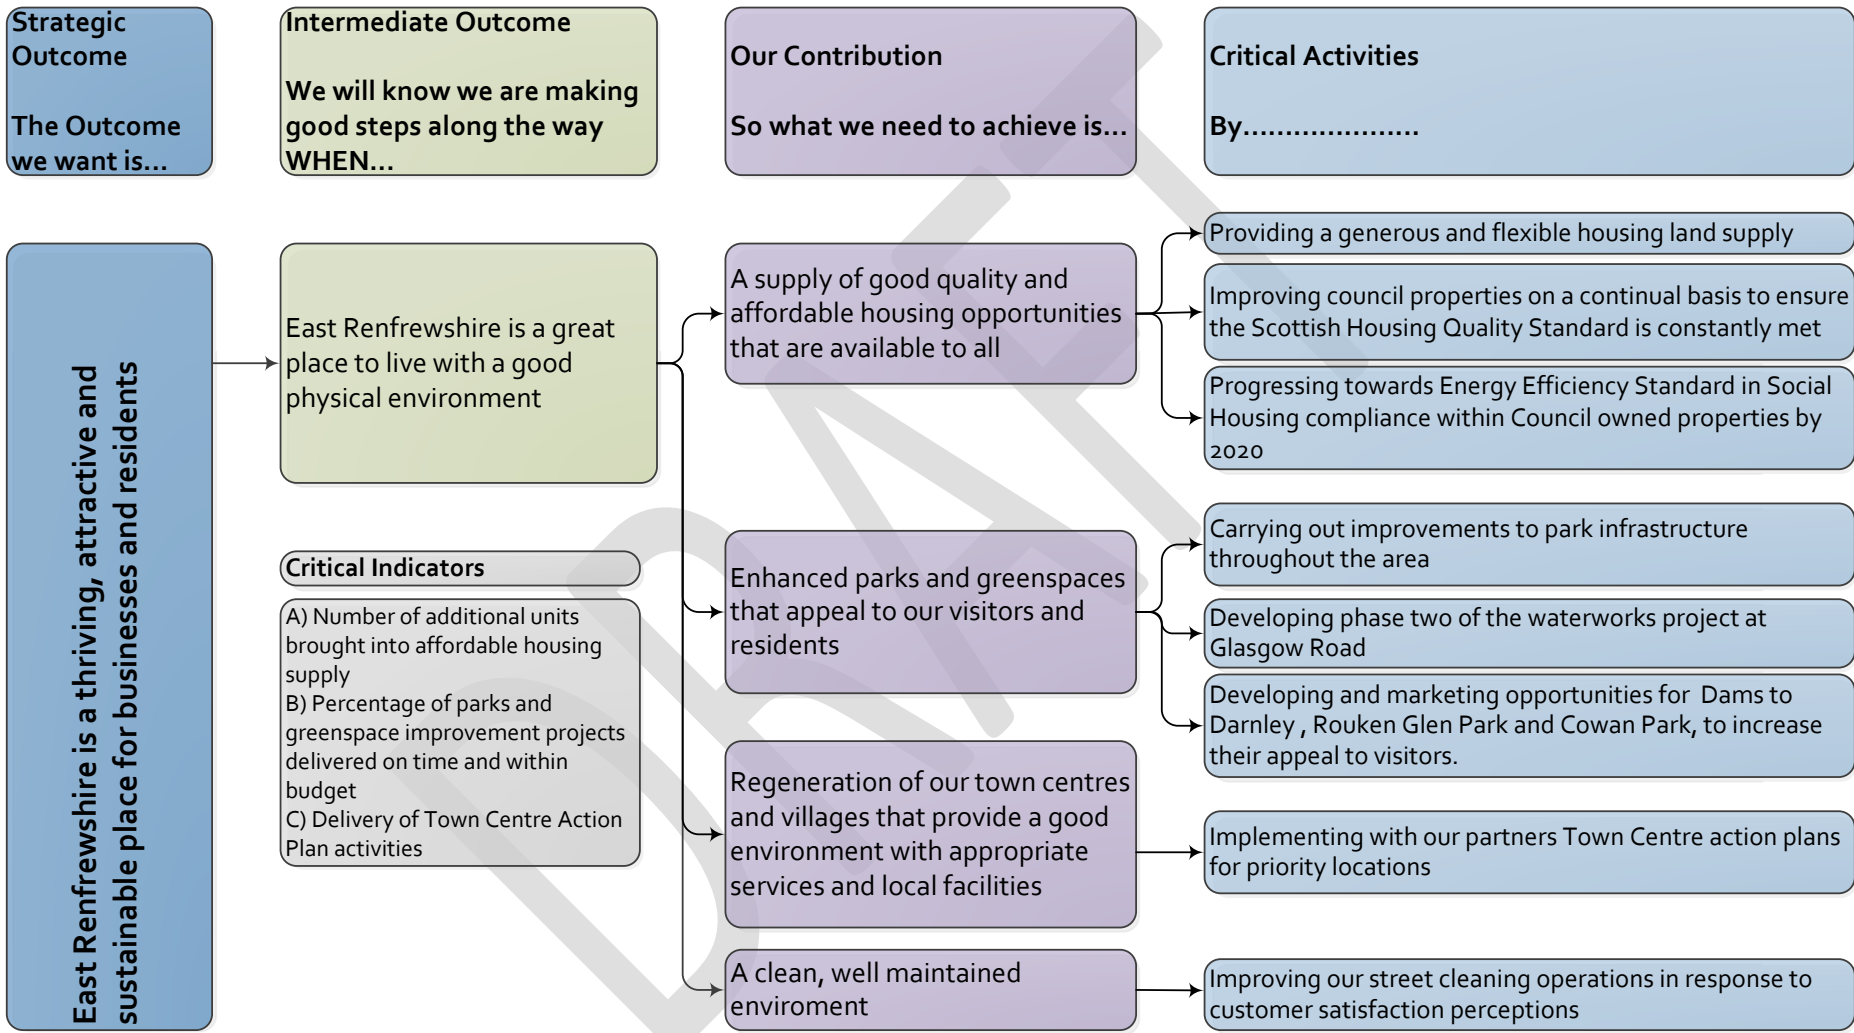 Strategic
Outcome
The Outcome
we want is...
Intermediate Outcome
We will know we are making
good steps along the way
WHEN...
Our Contribution
So what we need to achieve is...
Critical Activities
By.....................
East Renfrewshire is a thriving, attractive and
sustainable place for businesses and residents
East Renfrewshire is a great
place to live with a good
physical environment
Critical Indicators
A) Number of additional units
brought into affordable housing
supply
B) Percentage of parks and
greenspace improvement projects
delivered on time and within
budget
C) Delivery of Town Centre Action
Plan activities
A supply of good quality and
affordable housing opportunities
that are available to all
Enhanced parks and greenspaces
that appeal to our visitors and
residents
Regeneration of our town centres
and villages that provide a good
environment with appropriate
services and local facilities
A clean, well maintained
enviroment
Providing a generous and flexible housing land supply
Improving council properties on a continual basis to ensure
the Scottish Housing Quality Standard is constantly met
Progressing towards Energy Efficiency Standard in Social
Housing compliance within Council owned properties by
2020
Carrying out improvements to park infrastructure
throughout the area
Developing phase two of the waterworks project at
Glasgow Road
Developing and marketing opportunities for  Dams to
Darnley , Rouken Glen Park and Cowan Park, to increase
their appeal to visitors.
Implementing with our partners Town Centre action plans
for priority locations
Improving our street cleaning operations in response to
customer satisfaction perceptions
DRAFT